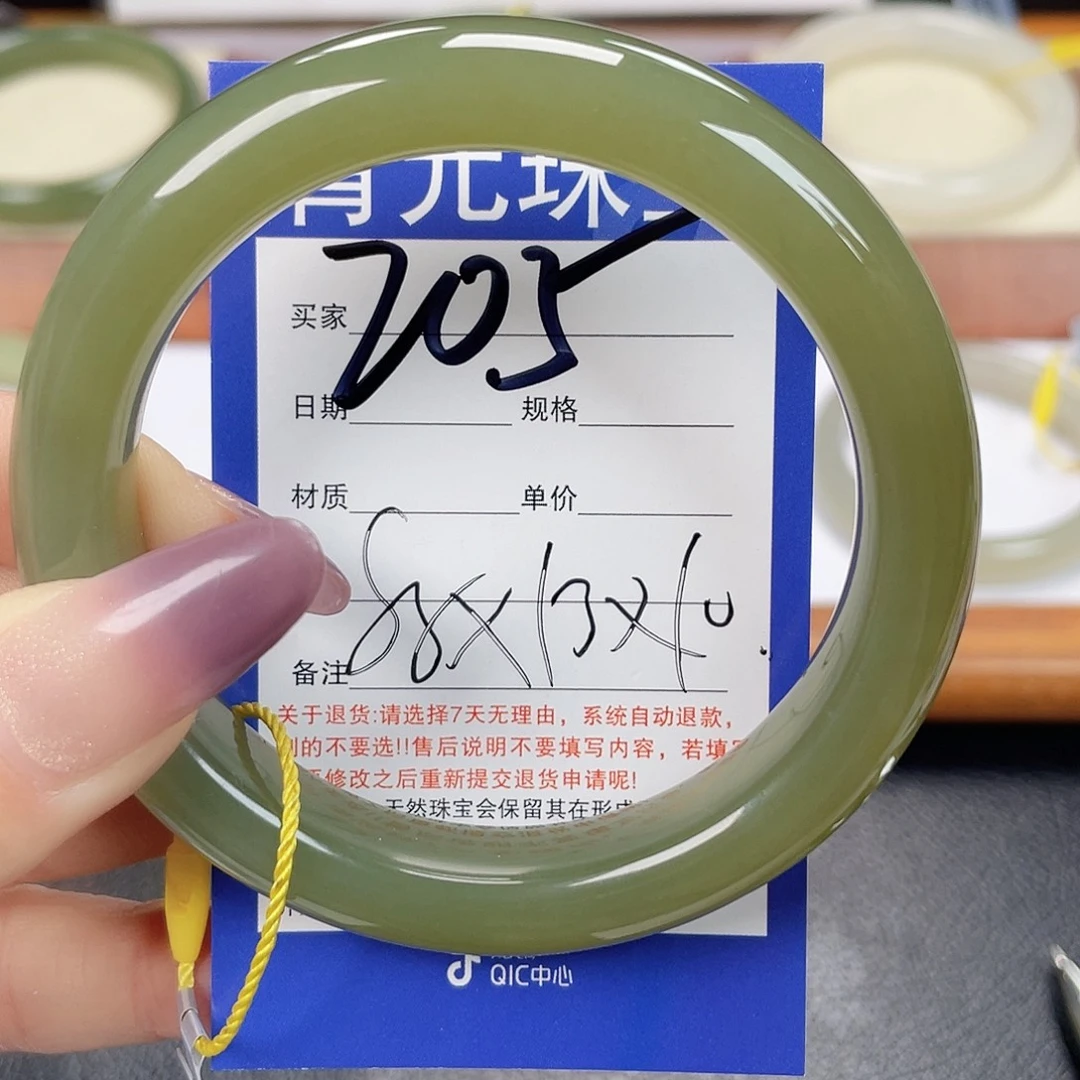 元珠
205
买家
日期 规格
材质 单价
58x13x10
备注
关于退货:请选择7天无理由，系统自动退款，
的不要选!!售后说明不要填写内容，若填
修改之后重新提交退货申请呢!
天然珠宝会保留其在形成
QIC中心